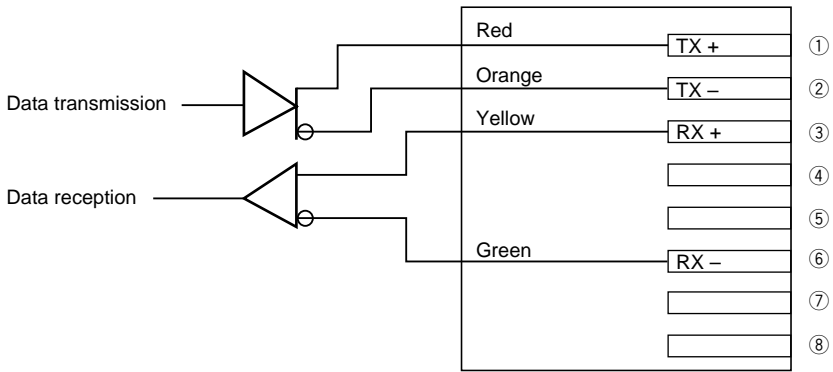 Red
TX +
①
Orange
TX –
②
Data transmission
Yellow
RX +
③
④
Data reception
⑤
Green
RX –
⑥
⑦
⑧